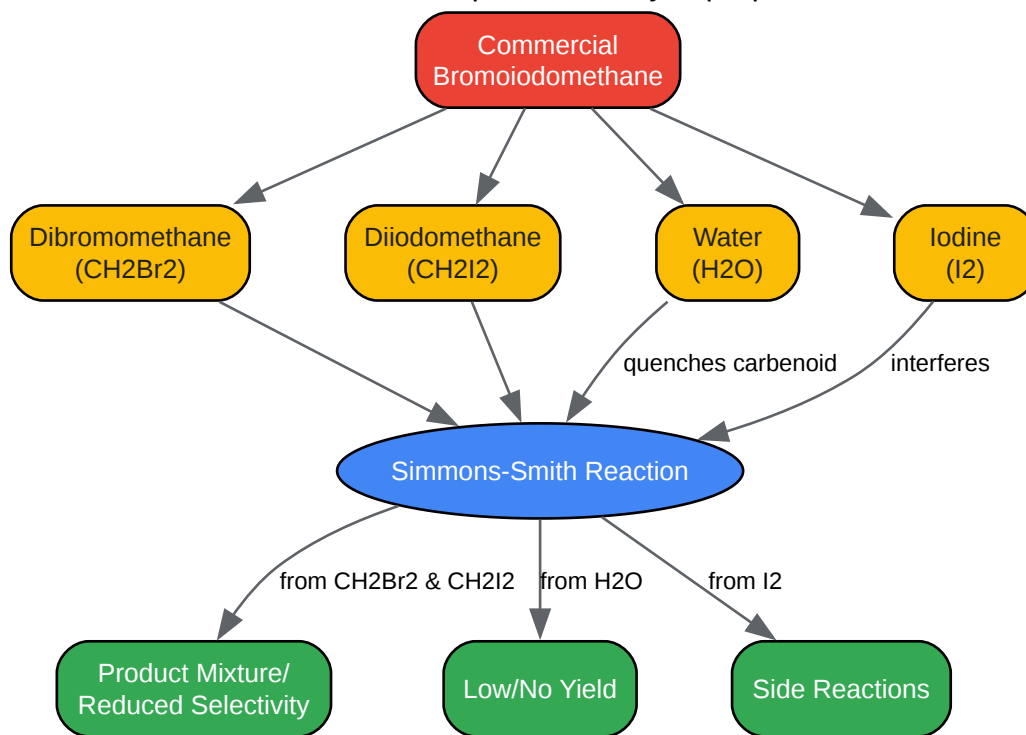 Commercial
Bromoiodomethane
Dibromomethane
(CH2Br2)
Diiodomethane
(CH2I2)
Water
(H2O)
Iodine
(I2)
quenches carbenoid
interferes
Simmons-Smith Reaction
from CH2Br2 & CH2I2
from H2O
from I2
Product Mixture/
Reduced Selectivity
Low/No Yield
Side Reactions